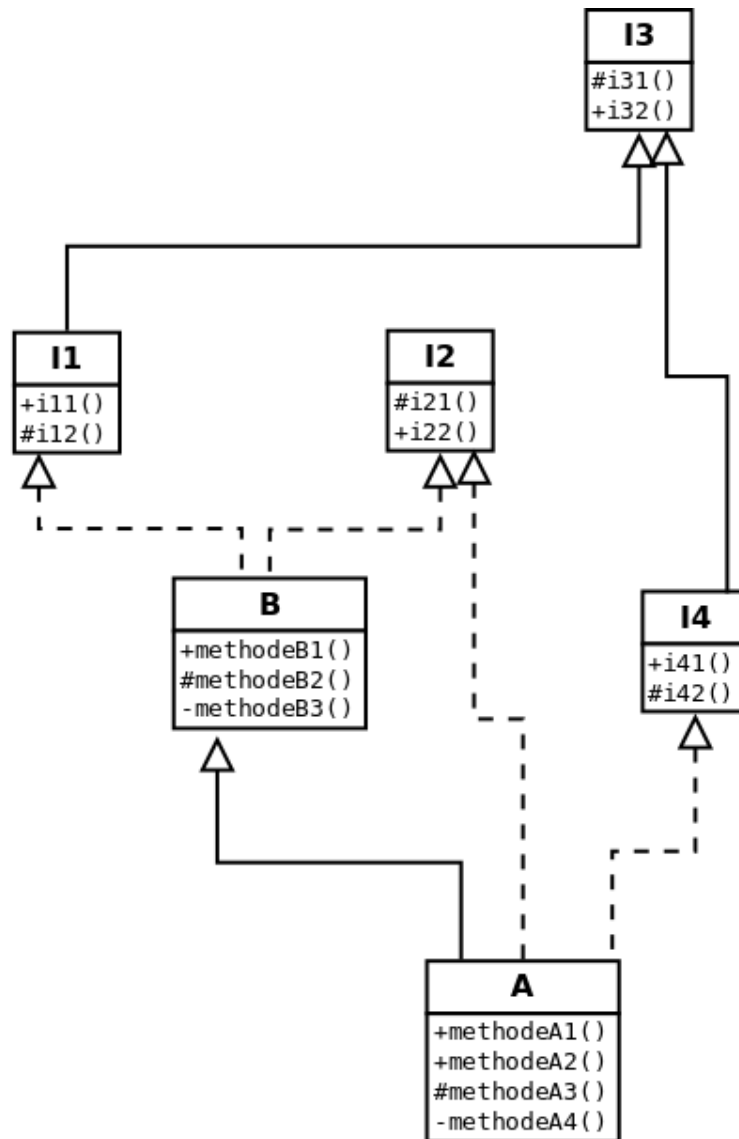 I3
#i31()
+i32()
I1
+i11()
#i12()
I2
#i21()
+i22()
B
+methodeB1()
#methodeB2()
-methodeB3()
I4
+i41()
#i42()
A
+methodeA1()
+methodeA2()
#methodeA3()
-methodeA4()